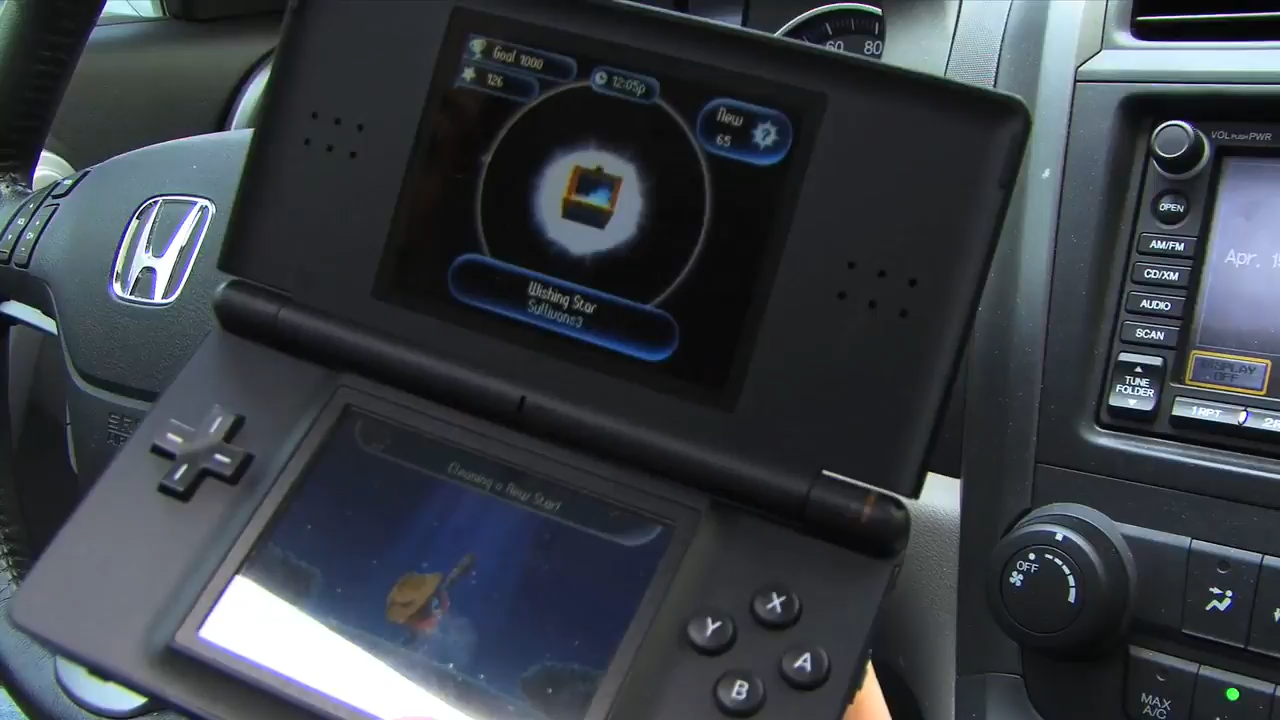 Goal 1000
126
12:05p
New
65
?
Wishing Star
Sullivans3
Cleaning a New Star!
X
Y
A
B
60
80
VOL PUSH PWR
OPEN
AM/FM
CD/XM
AUDIO
SCAN
TUNE
FOLDER
Apr. 1
DISPLAY
OFF
1RPT
OFF
MAX
A/C